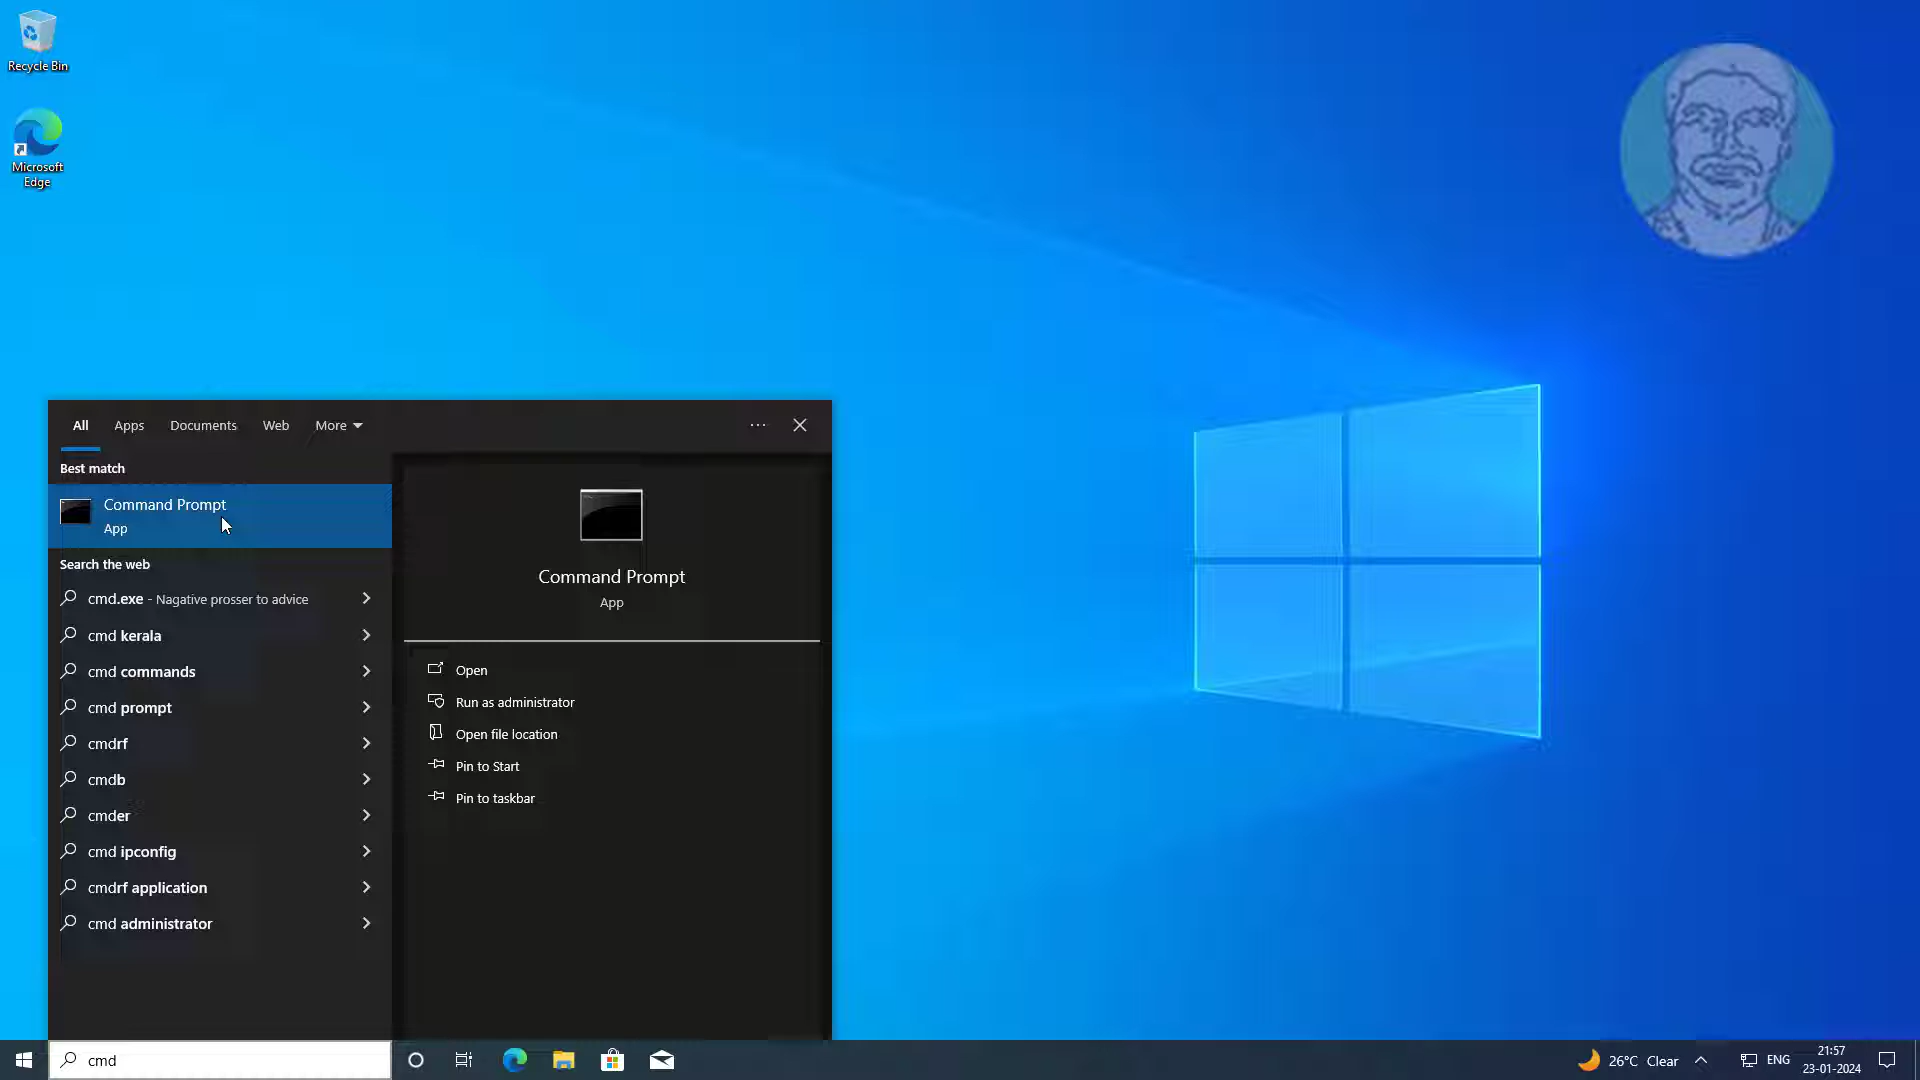 Recycle Bin
Microsoft
Edge
All Apps Documents Web More
Best match
Command Prompt
App
Search the web
cmd.exe - Nagative prosser to advice
cmd kerala
cmd commands
cmd prompt
cmdrf
cmdb
cmder
cmd ipconfig
cmdrf application
cmd administrator
Command Prompt
App
Open
Run as administrator
Open file location
Pin to Start
Pin to taskbar
cmd
26°C Clear
ENG
21:57
23-01-2024